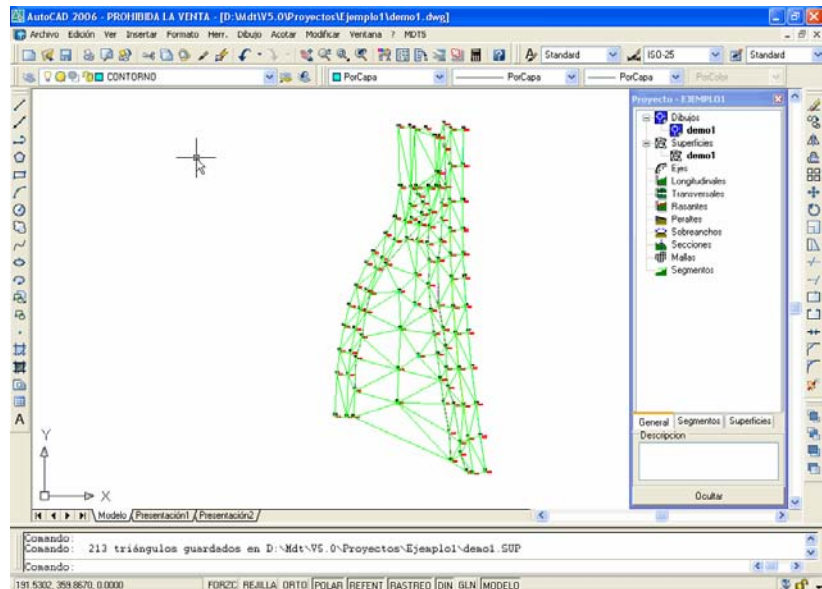 AutoCAD 2006 - PROHIBIDA LA VENTA - [D:\Mdt\V5.0\Proyectos\Ejemplo1\demo1.dwg]
Archivo Edición Ver Insertar Formato Herr. Dibujo Acotar Modificar Ventana ? MDT5
Standard ISO-25 Standard
CONTORNO PorCapa PorCapa PorCapa PorColor
Proyecto - EJEMPLO1
Dibujos
demo1
Superficies
demo1
Ejes
Longitudinales
Transversales
Rasantes
Peraltes
Sobreanchos
Secciones
Mallas
Segmentos
General Segmentos Superficies
Descripcion
Ocultar
Y
X
Modelo Presentación1 Presentación2
Comando:
Comando: 213 triángulos guardados en D:\Mdt\V5.0\Proyectos\Ejemplo1\demo1.SUP
Comando:
191.5302, 359.8670, 0.0000 FORZC REJILLA ORTO POLAR REFENT RASTREO DIN GLN MODELO